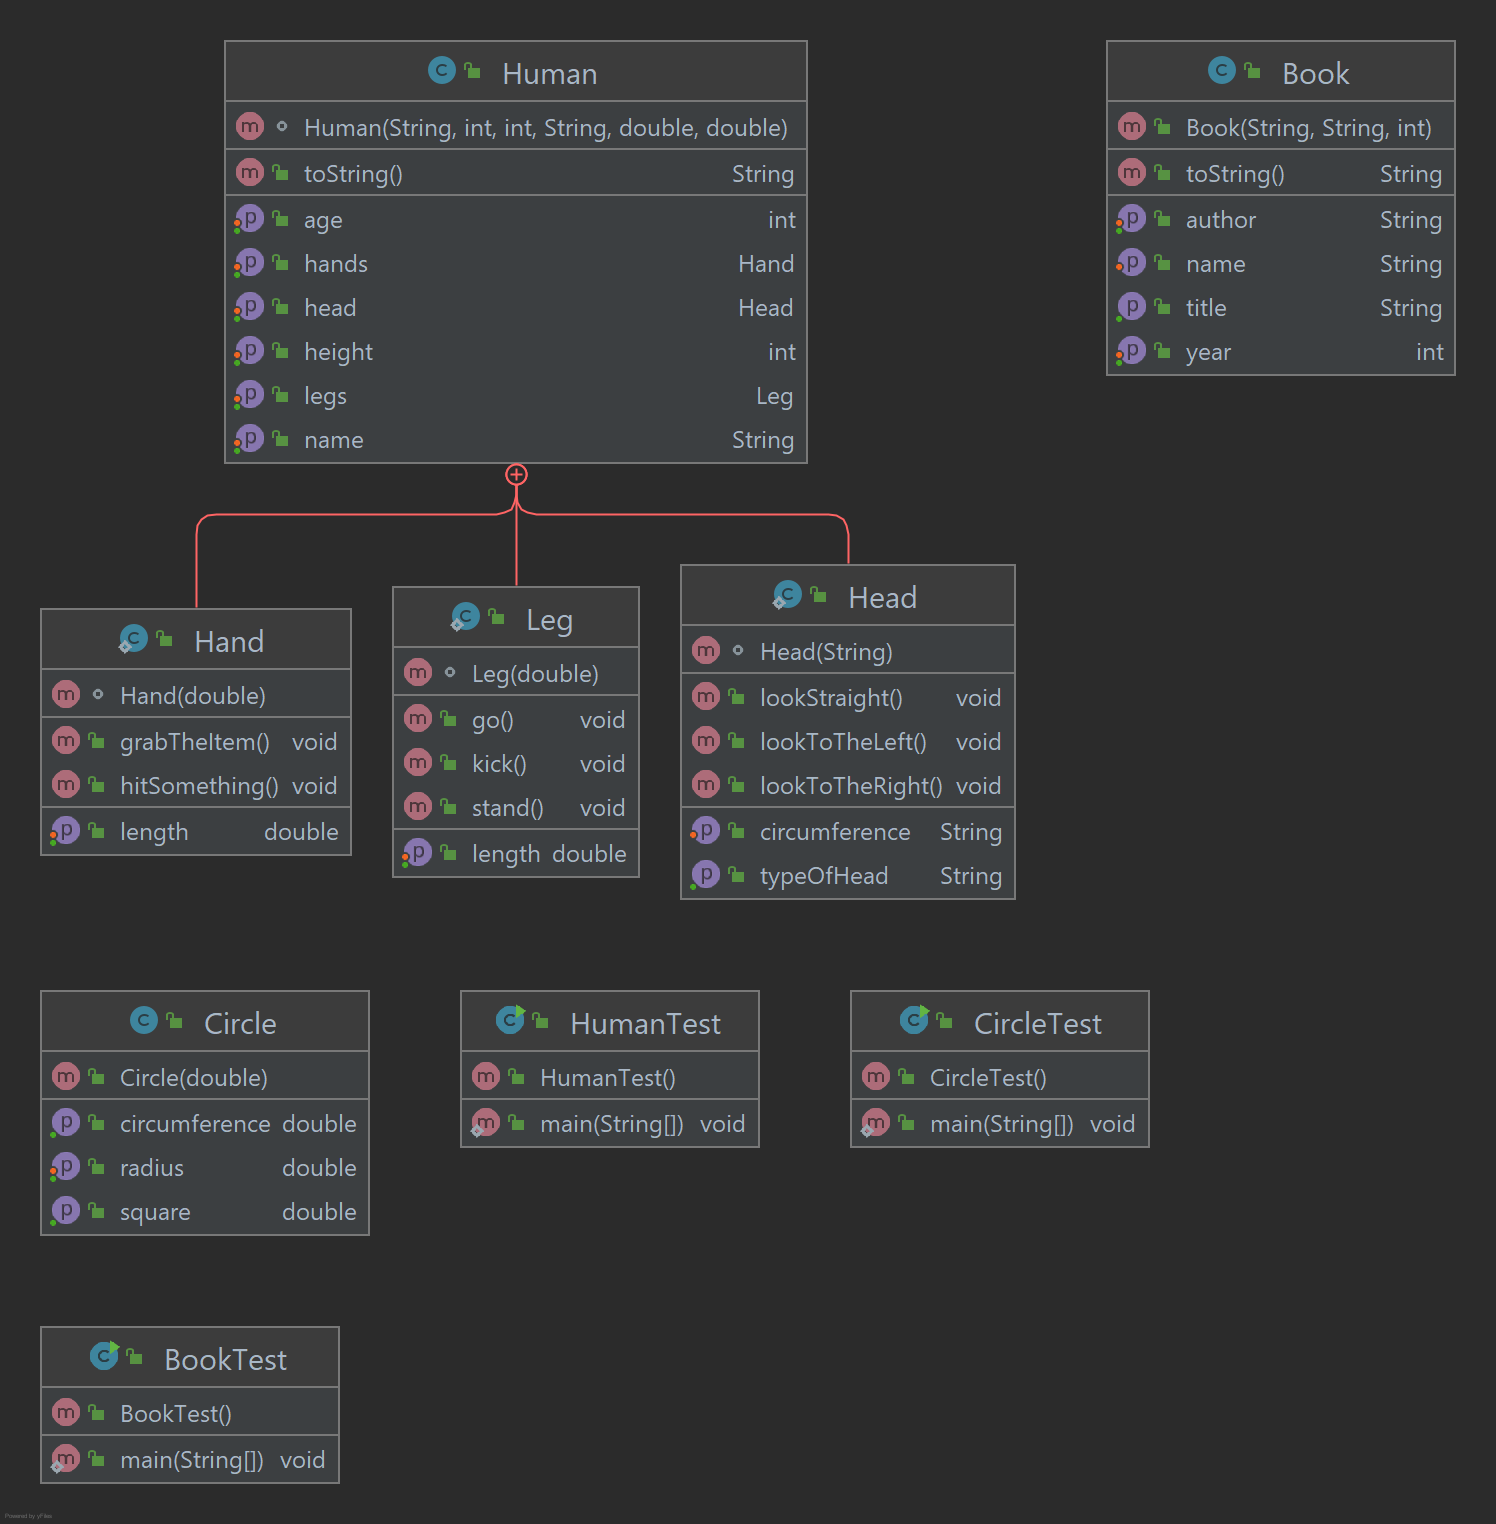 Human
Human(String, int, int, String, double, double)
toString() String
age int
hands Hand
head Head
height int
legs Leg
name String
Book
Book(String, String, int)
toString() String
author String
name String
title String
year int
Hand
Hand(double)
grabTheItem() void
hitSomething() void
length double
Leg
Leg(double)
go() void
kick() void
stand() void
length double
Head
Head(String)
lookStraight() void
lookToTheLeft() void
lookToTheRight() void
circumference String
typeOfHead String
Circle
Circle(double)
circumference double
radius double
square double
HumanTest
HumanTest()
main(String[]) void
CircleTest
CircleTest()
main(String[]) void
BookTest
BookTest()
main(String[]) void
Powered by yFiles